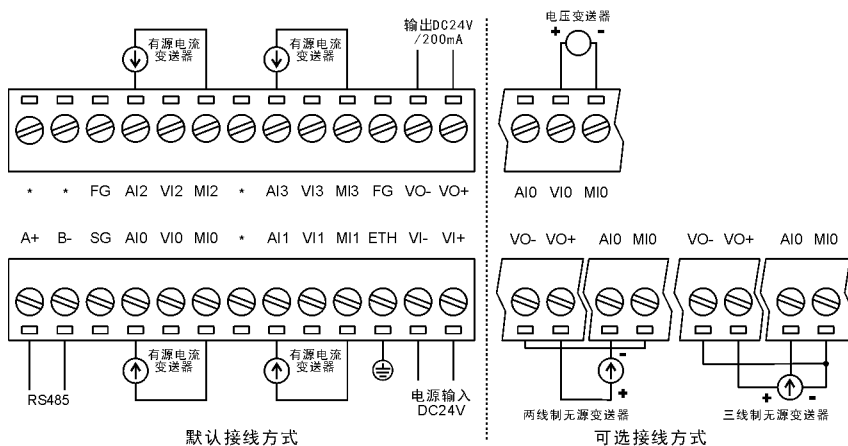 有源电流
变送器
有源电流
变送器
输出DC24V
/200mA
电压变送器
+ -
* * FG AI2 VI2 MI2 * AI3 VI3 MI3 FG VO- VO+
AI0 VI0 MI0
A+ B- SG AI0 VI0 MI0 * AI1 VI1 MI1 ETH VI- VI+
VO- VO+ AI0 MI0 VO- VO+ AI0 MI0
有源电流
变送器
有源电流
变送器
RS485
电源输入
DC24V
-
+
两线制无源变送器
+ -
三线制无源变送器
默认接线方式
可选接线方式